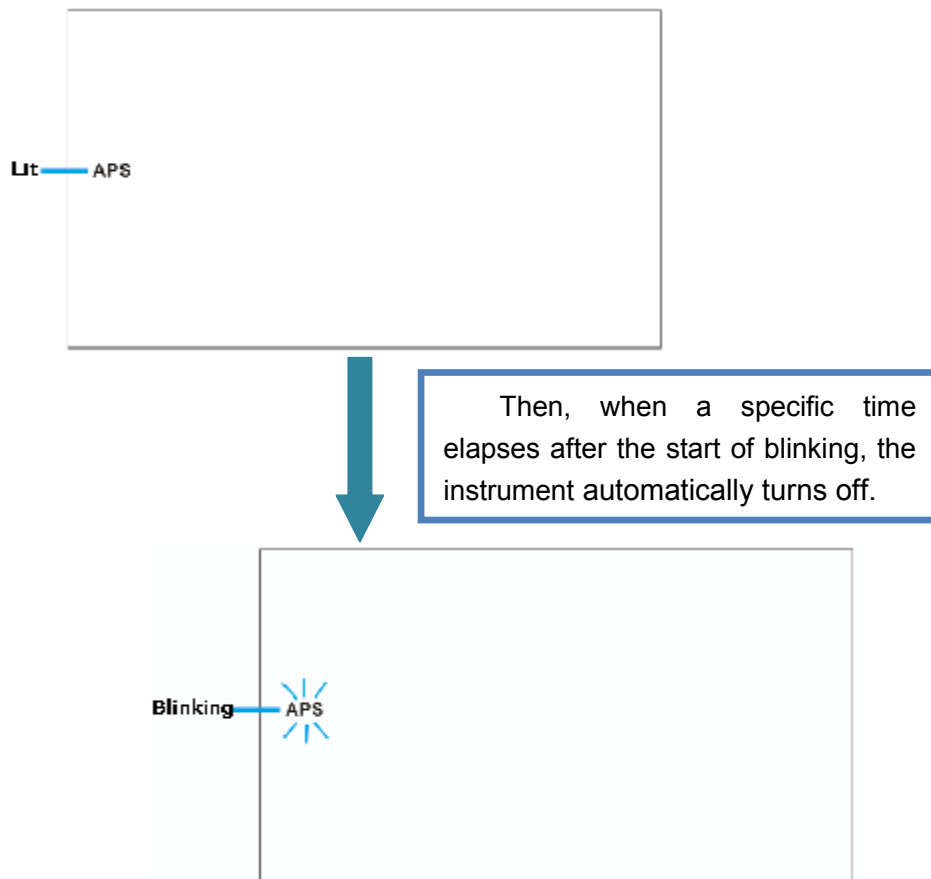 Lit APS
Then, when a specific time
elapses after the start of blinking, the
instrument automatically turns off.
Blinking APS